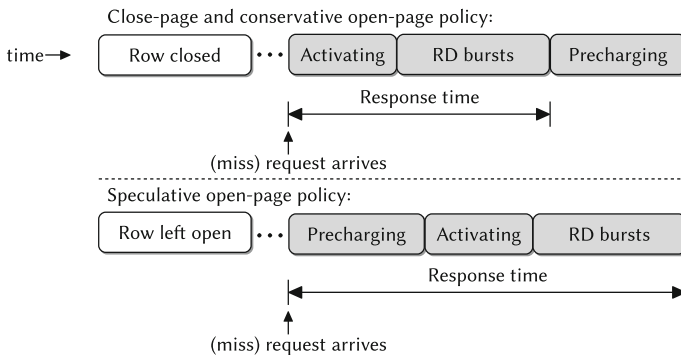 Close-page and conservative open-page policy:
time
Row closed ••• Activating RD bursts Precharging
Response time
(miss) request arrives
Speculative open-page policy:
Row left open ••• Precharging Activating RD bursts
Response time
(miss) request arrives